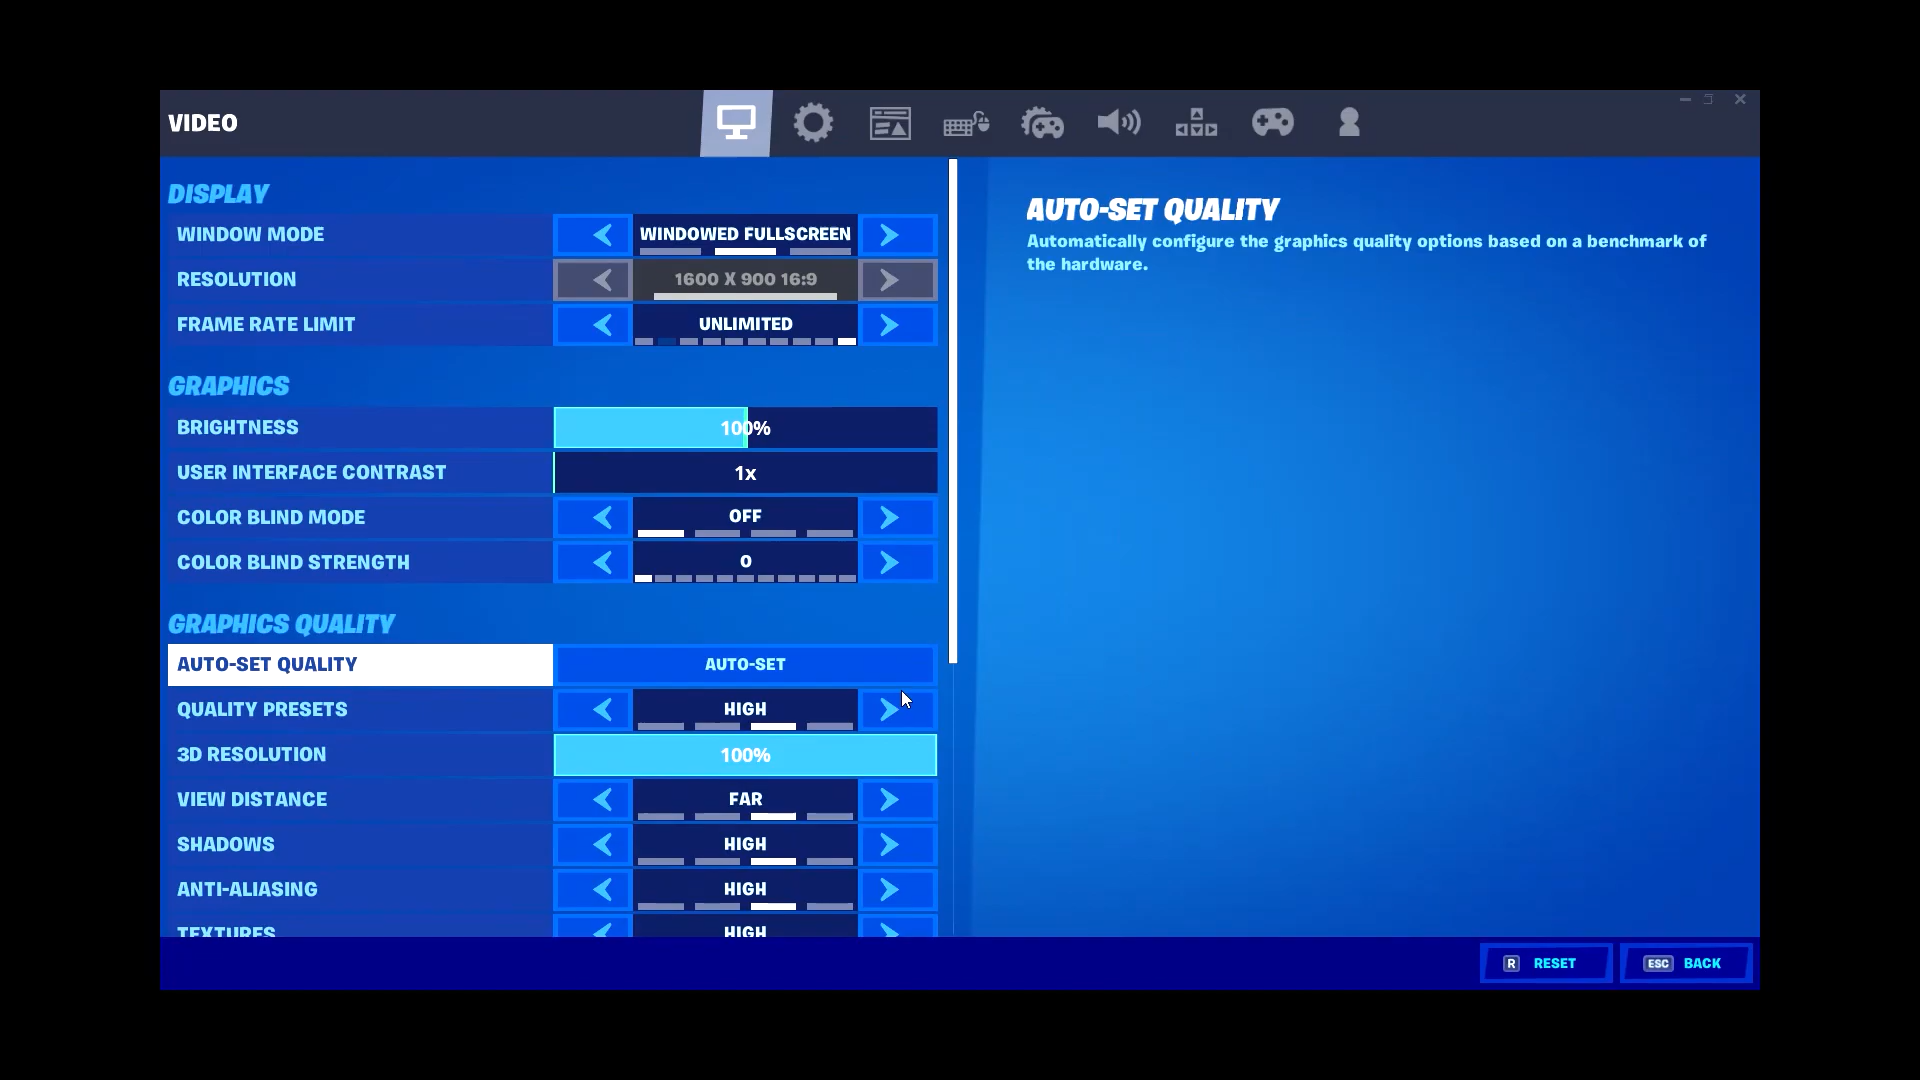 VIDEO
DISPLAY
WINDOW MODE WINDOWED FULLSCREEN
RESOLUTION 1600 X 900 16:9
FRAME RATE LIMIT UNLIMITED
GRAPHICS
BRIGHTNESS 100%
USER INTERFACE CONTRAST 1x
COLOR BLIND MODE OFF
COLOR BLIND STRENGTH 0
GRAPHICS QUALITY
AUTO-SET QUALITY AUTO-SET
QUALITY PRESETS HIGH
3D RESOLUTION 100%
VIEW DISTANCE FAR
SHADOWS HIGH
ANTI-ALIASING HIGH
TEXTURES HIGH
AUTO-SET QUALITY
Automatically configure the graphics quality options based on a benchmark of
the hardware.
R RESET
ESC BACK